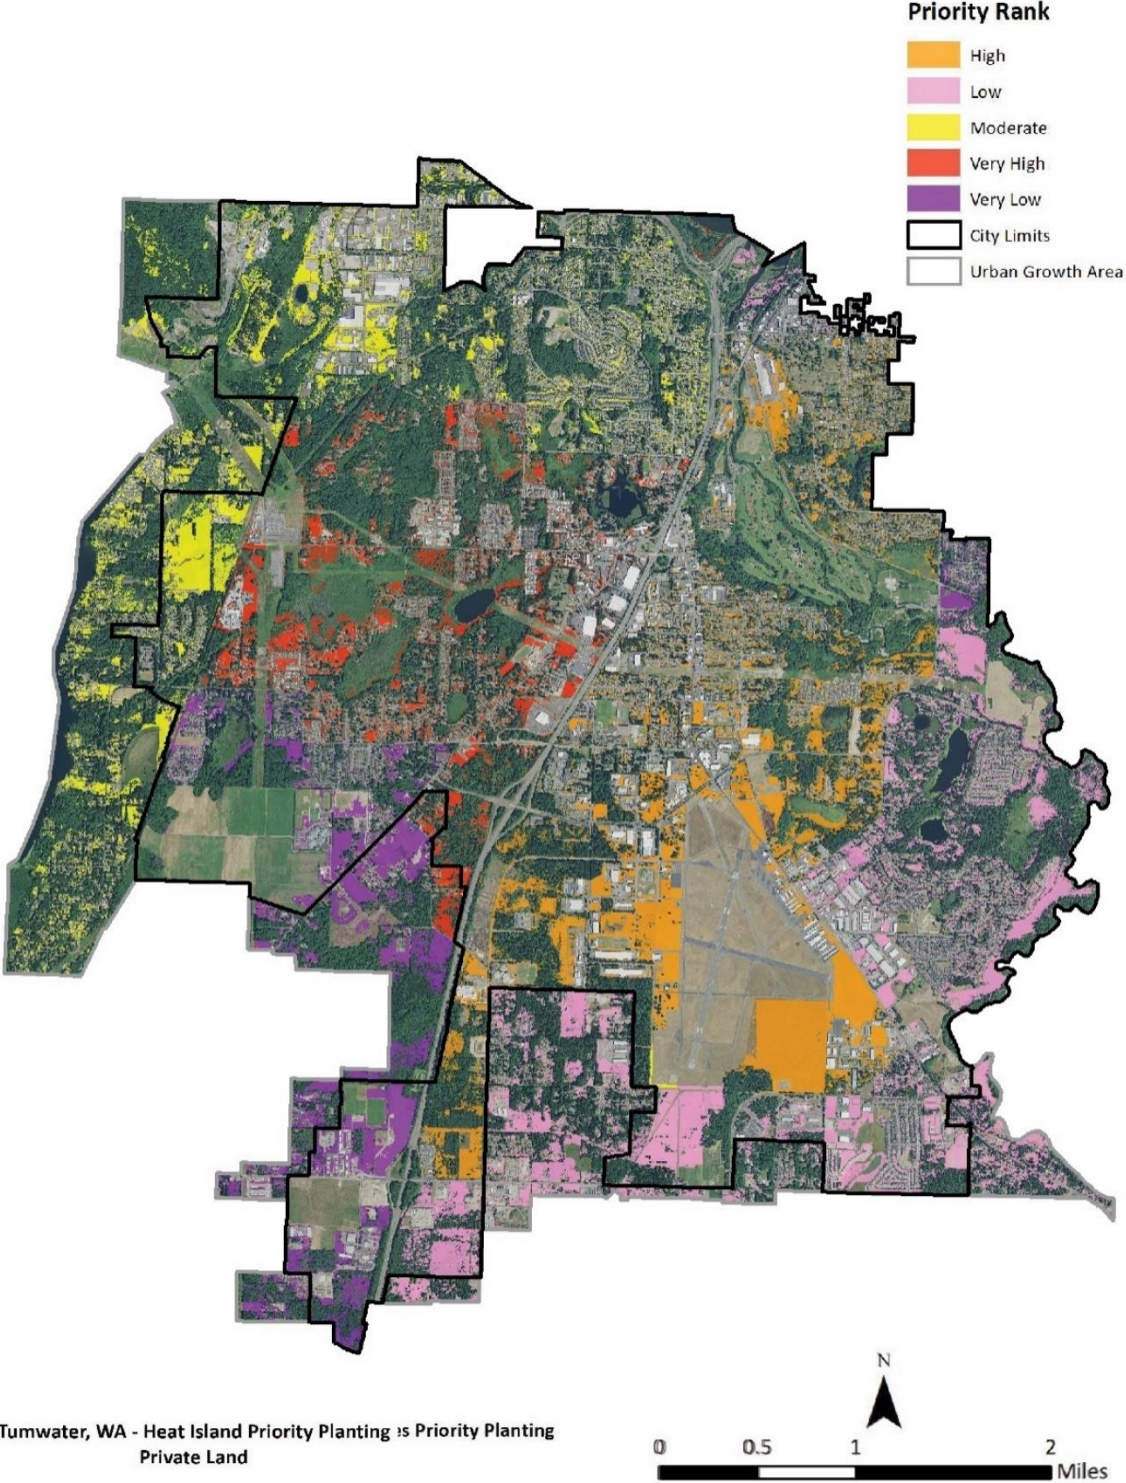 Priority Rank
High
Low
Moderate
Very High
Very Low
City Limits
Urban Growth Area
N
Tumwater, WA - Heat Island Priority Planting es Priority Planting
Private Land
0 0.5 1 2
Miles